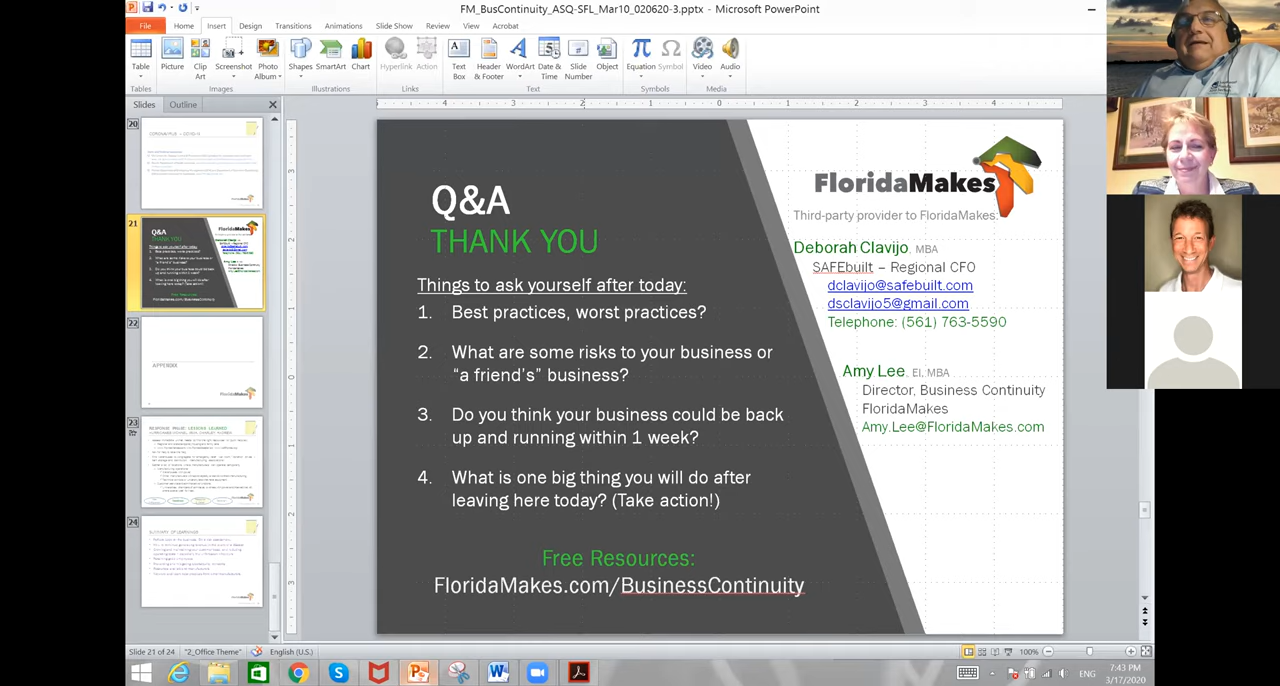 FM_BusContinuity_ASQ-SFL_Mar10_020620-3.pptx - Microsoft PowerPoint
File Home Insert Design Transitions Animations Slide Show Review View Acrobat
Table Picture Clip Art Screenshot Photo Album Shapes SmartArt Chart Hyperlink Action Text Box Header & Footer WordArt Date & Time Slide Number Object Equation Symbol Video Audio
Tables Images Illustrations Links Text Symbols Media
Slides Outline
20
21
22
APPENDIX
23
24
Q&A
THANK YOU
Things to ask yourself after today:
1. Best practices, worst practices?
2. What are some risks to your business or
"a friend's" business?
3. Do you think your business could be back
up and running within 1 week?
4. What is one big thing you will do after
leaving here today? (Take action!)
Free Resources:
FloridaMakes.com/BusinessContinuity
FloridaMakes
Third-party provider to FloridaMakes:
Deborah Clavijo, MBA
SAFEbuilt – Regional CFO
dclavijo@safebuilt.com
dsclavijo5@gmail.com
Telephone: (561) 763-5590
Amy Lee, EI, MBA
Director, Business Continuity
FloridaMakes
Amy.Lee@FloridaMakes.com
Slide 21 of 24 "2_Office Theme" English (U.S.) 100%
ENG 7:43 PM
3/17/2020